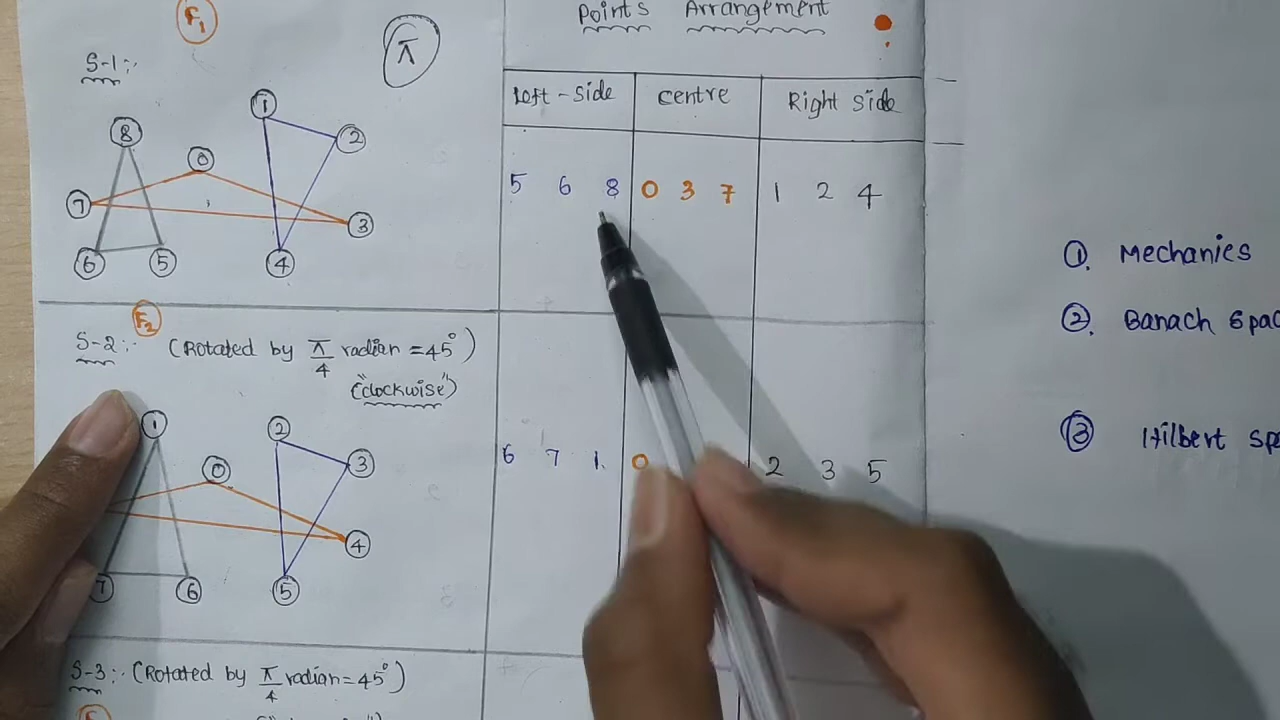 F1
S-1:-
π
8
1
2
0
7
3
6
5
4
F2
S-2:- (Rotated by π/4 radian = 45°)
("clockwise")
1
2
0
3
4
7
6
5
S-3:- (Rotated by π/4 radian = 45°)
Points Arrangement
Left-side Centre Right side
5 6 8 0 3 7 1 2 4
6 7 1. 0 2 3 5
①. Mechanics
②. Banach Spac
③ Hilbert Sp